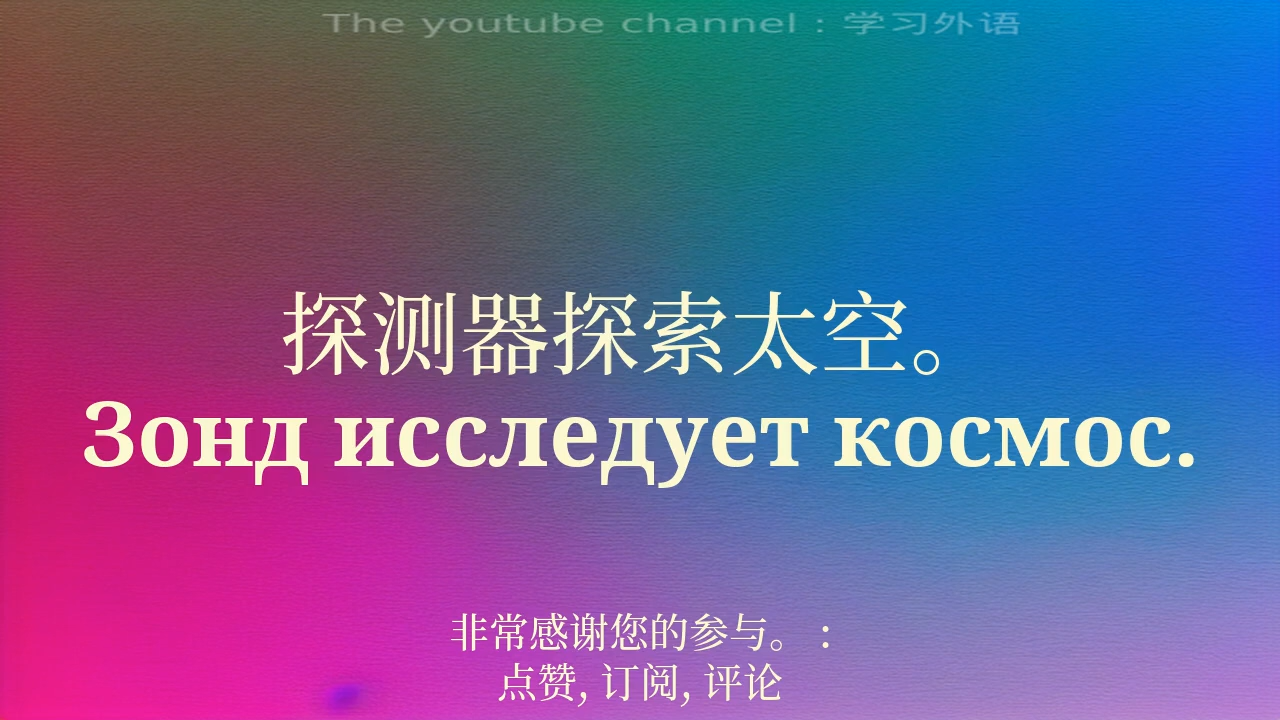 The youtube channel : 学习外语
探测器探索太空。
Зонд исследует космос.
非常感谢您的参与。 :
点赞, 订阅, 评论